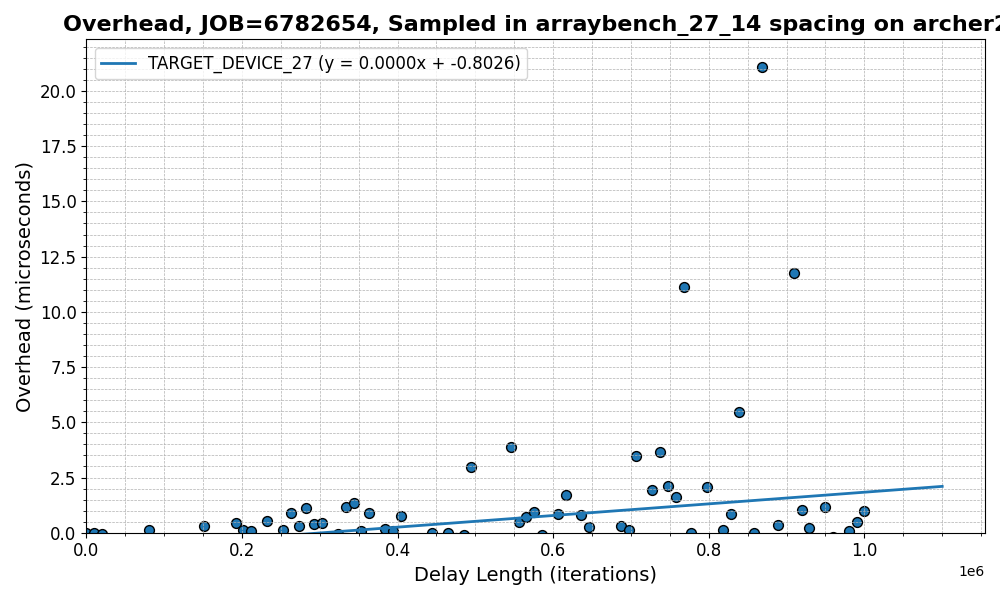 Overhead, JOB=6782654, Sampled in arraybench_27_14 spacing on archer2
TARGET_DEVICE_27 (y = 0.0000x + -0.8026)
Overhead (microseconds)
20.0
17.5
15.0
12.5
10.0
7.5
5.0
2.5
0.0
0.0 0.2 0.4 0.6 0.8 1.0
1e6
Delay Length (iterations)